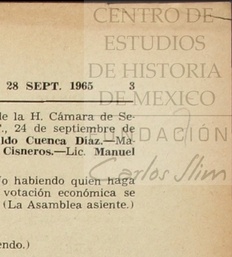 CENTRO DE
ESTUDIOS
DE HISTORIA
DE MEXICO
FUNDACIÓN
Carlos Slim
28 SEPT. 1965 3
de la H. Cámara de Se-
24 de septiembre de
ido Cuenca Díaz.—Ma-
Cisneros.—Lic. Manuel
o habiendo quien haga
votación económica se
(La Asamblea asiente.)
endo.)